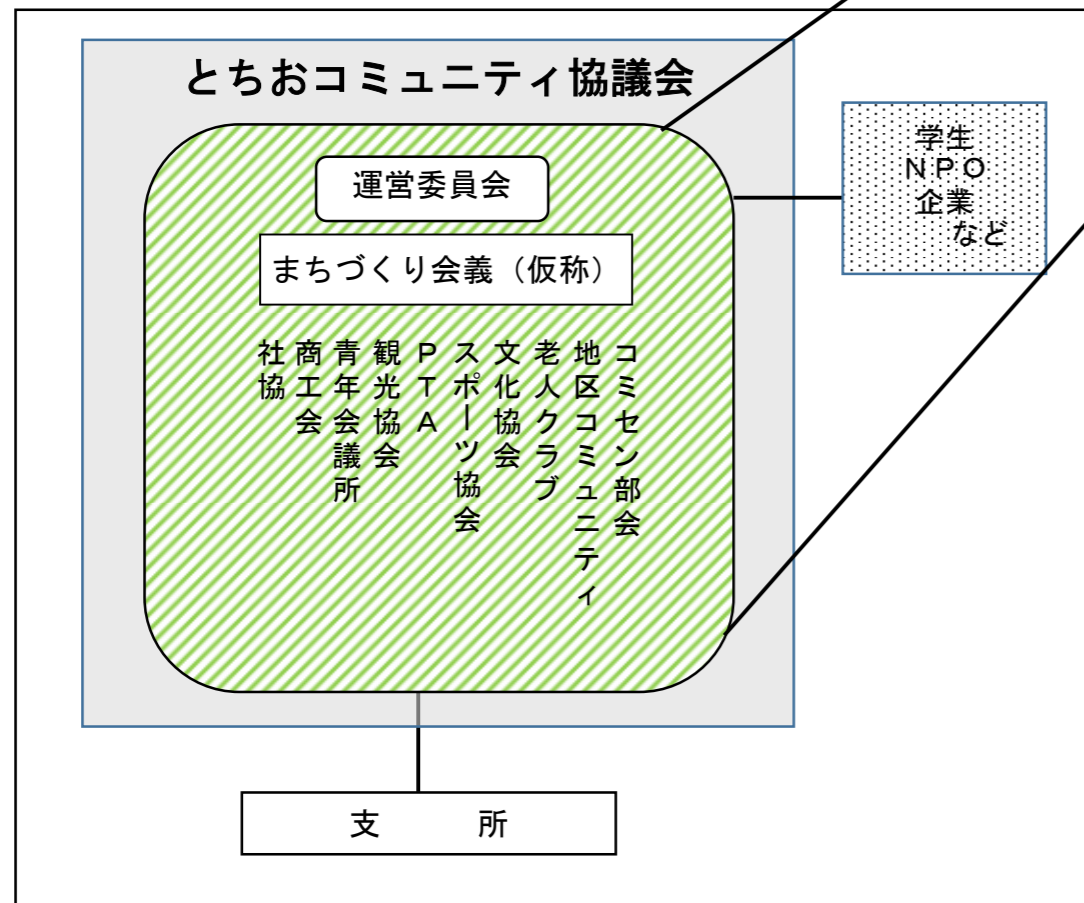 とちおコミュニティ協議会
運営委員会
まちづくり会議（仮称）
コミセン部会
地区コミュニティ
老人クラブ
文化協会
スポーツ協会
ＰＴＡ
観光協会
青年会議所
商工会
社協
学生
ＮＰＯ
企業
など
支　　所